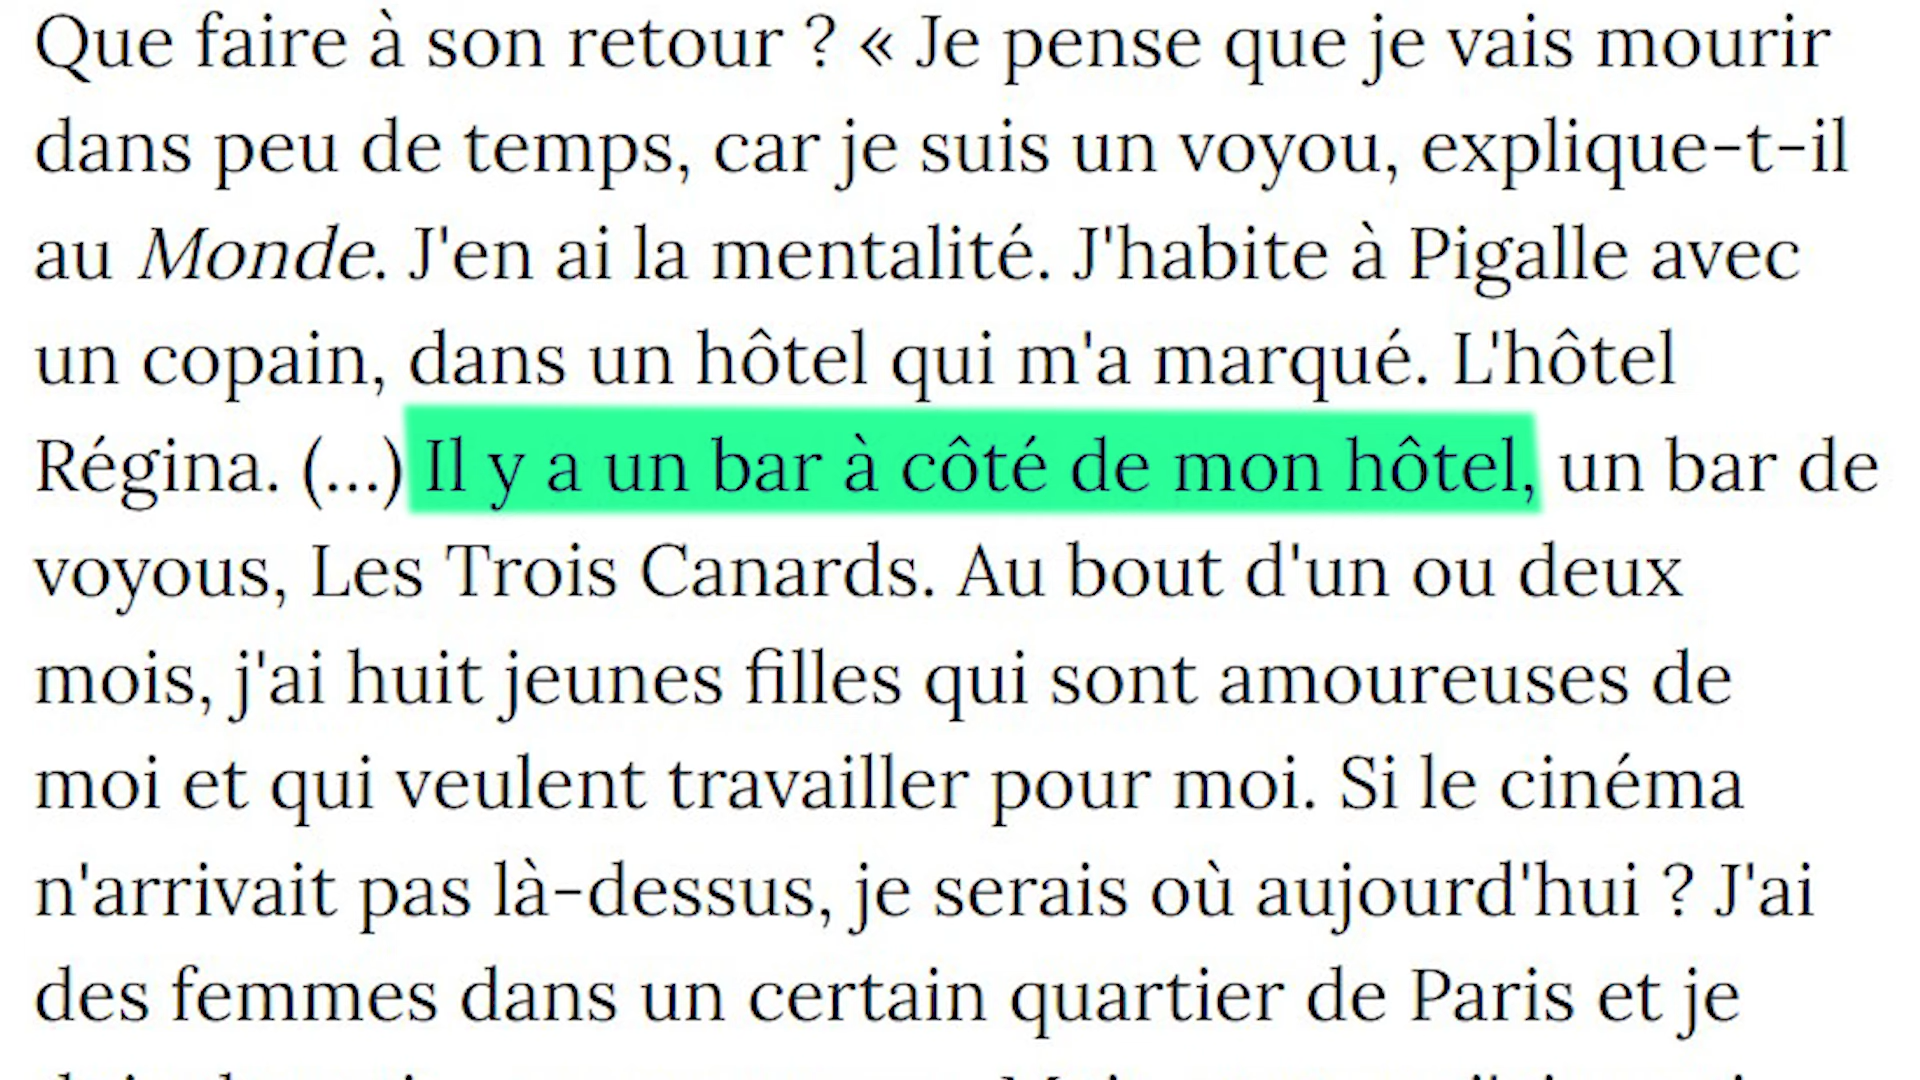 Que faire à son retour ? « Je pense que je vais mourir
dans peu de temps, car je suis un voyou, explique-t-il
au Monde. J'en ai la mentalité. J'habite à Pigalle avec
un copain, dans un hôtel qui m'a marqué. L'hôtel
Régina. (...) Il y a un bar à côté de mon hôtel, un bar de
voyous, Les Trois Canards. Au bout d'un ou deux
mois, j'ai huit jeunes filles qui sont amoureuses de
moi et qui veulent travailler pour moi. Si le cinéma
n'arrivait pas là-dessus, je serais où aujourd'hui ? J'ai
des femmes dans un certain quartier de Paris et je